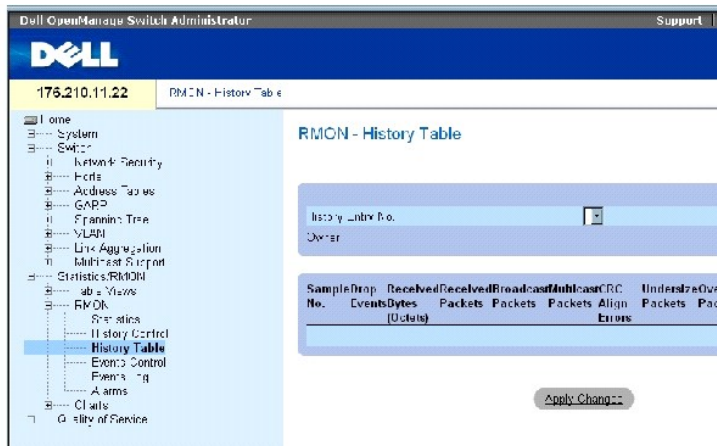 Dell OpenManage Switch Administrator Support
DELL
176.210.11.22 RMON - History Table
Home
System
Switch
Network Security
Ports
Address Tables
GARP
Spanning Tree
VLAN
Link Aggregation
Multicast Support
Statistics/RMON
Table Views
RMON
Statistics
History Control
History Table
Events Control
Events Log
Alarms
Charts
Quality of Service
RMON - History Table
History Entry No.
Owner
Sample Drop Received Received Broadcast Multicast CRC Undersize Ove
No. Events Bytes Packets Packets Packets Align Packets Pa
(Octets) Errors
Apply Changes